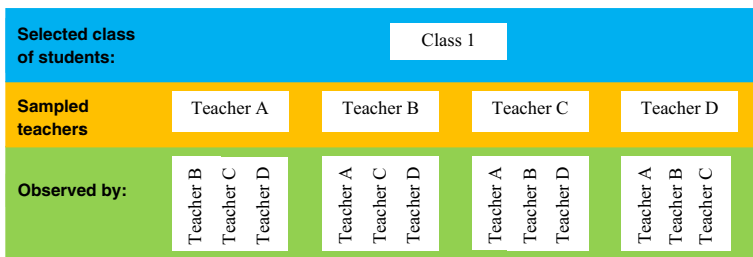 Selected class
of students:
Class 1
Sampled
teachers
Teacher A
Teacher B
Teacher C
Teacher D
Observed by:
Teacher B
Teacher C
Teacher D
Teacher A
Teacher C
Teacher D
Teacher A
Teacher B
Teacher D
Teacher A
Teacher B
Teacher C